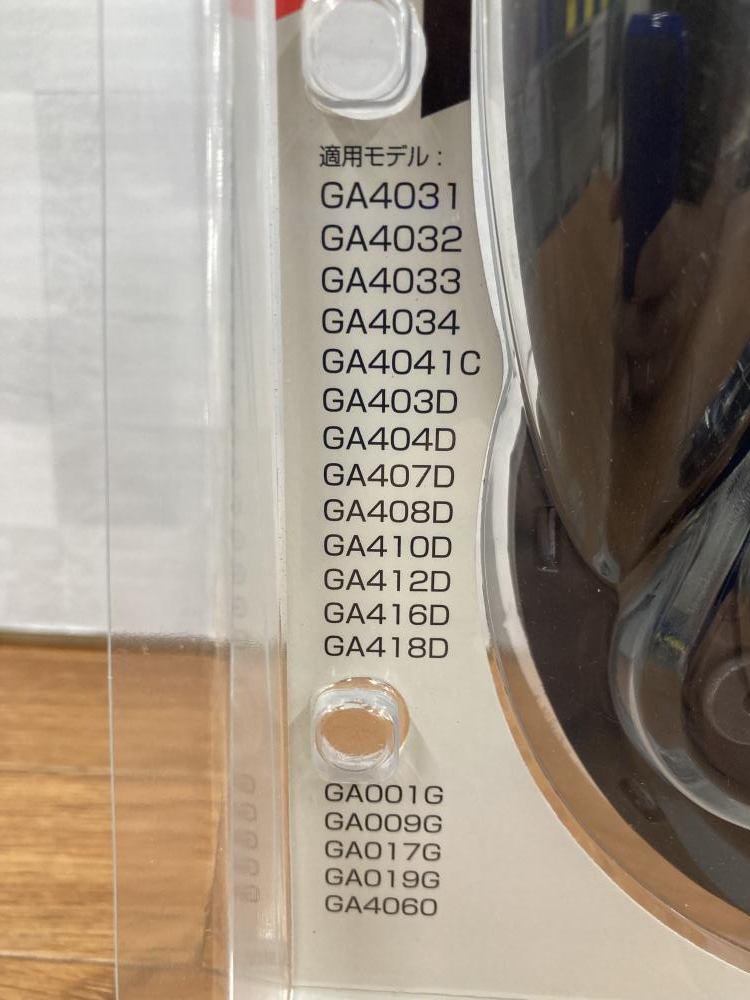 適用モデル：
GA4031
GA4032
GA4033
GA4034
GA4041C
GA403D
GA404D
GA407D
GA408D
GA410D
GA412D
GA416D
GA418D
GA001G
GA009G
GA017G
GA019G
GA4060